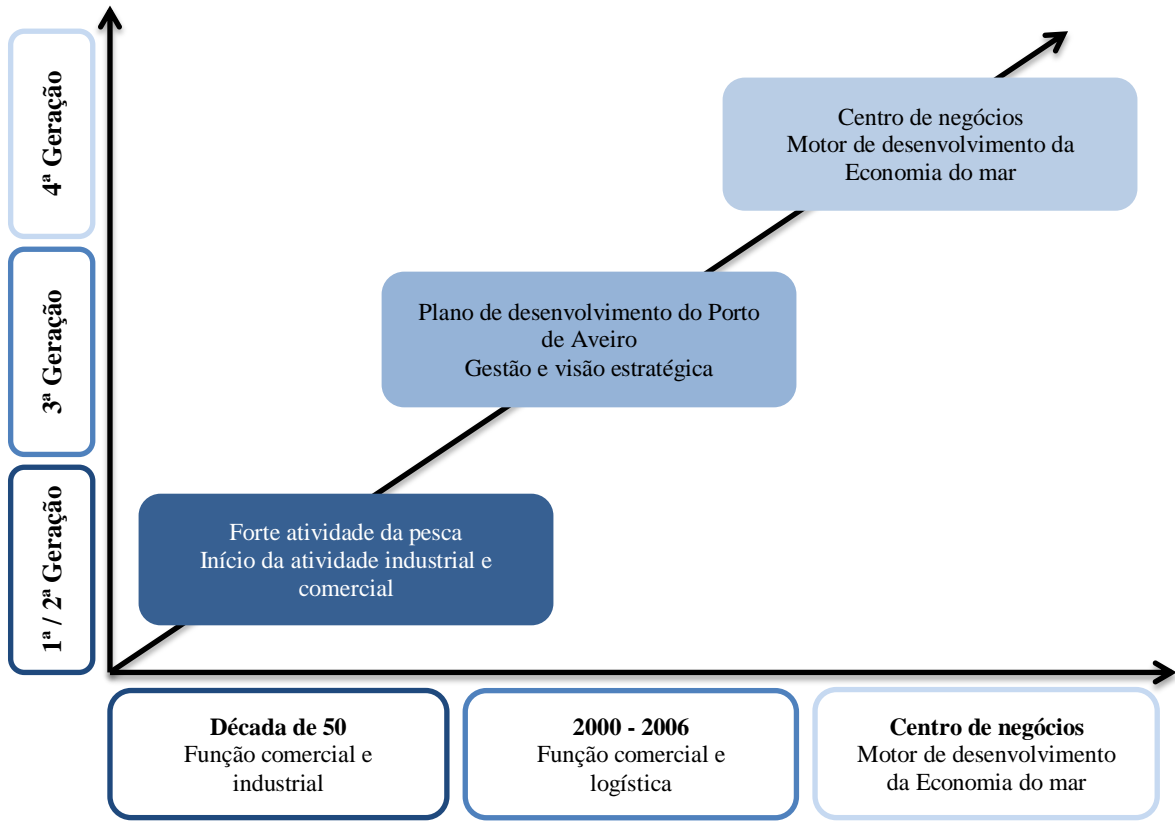 4ª Geração
Centro de negócios
Motor de desenvolvimento da
Economia do mar
3ª Geração
Plano de desenvolvimento do Porto
de Aveiro
Gestão e visão estratégica
1ª / 2ª Geração
Forte atividade da pesca
Início da atividade industrial e
comercial
Década de 50
Função comercial e
industrial
2000 - 2006
Função comercial e
logística
Centro de negócios
Motor de desenvolvimento
da Economia do mar